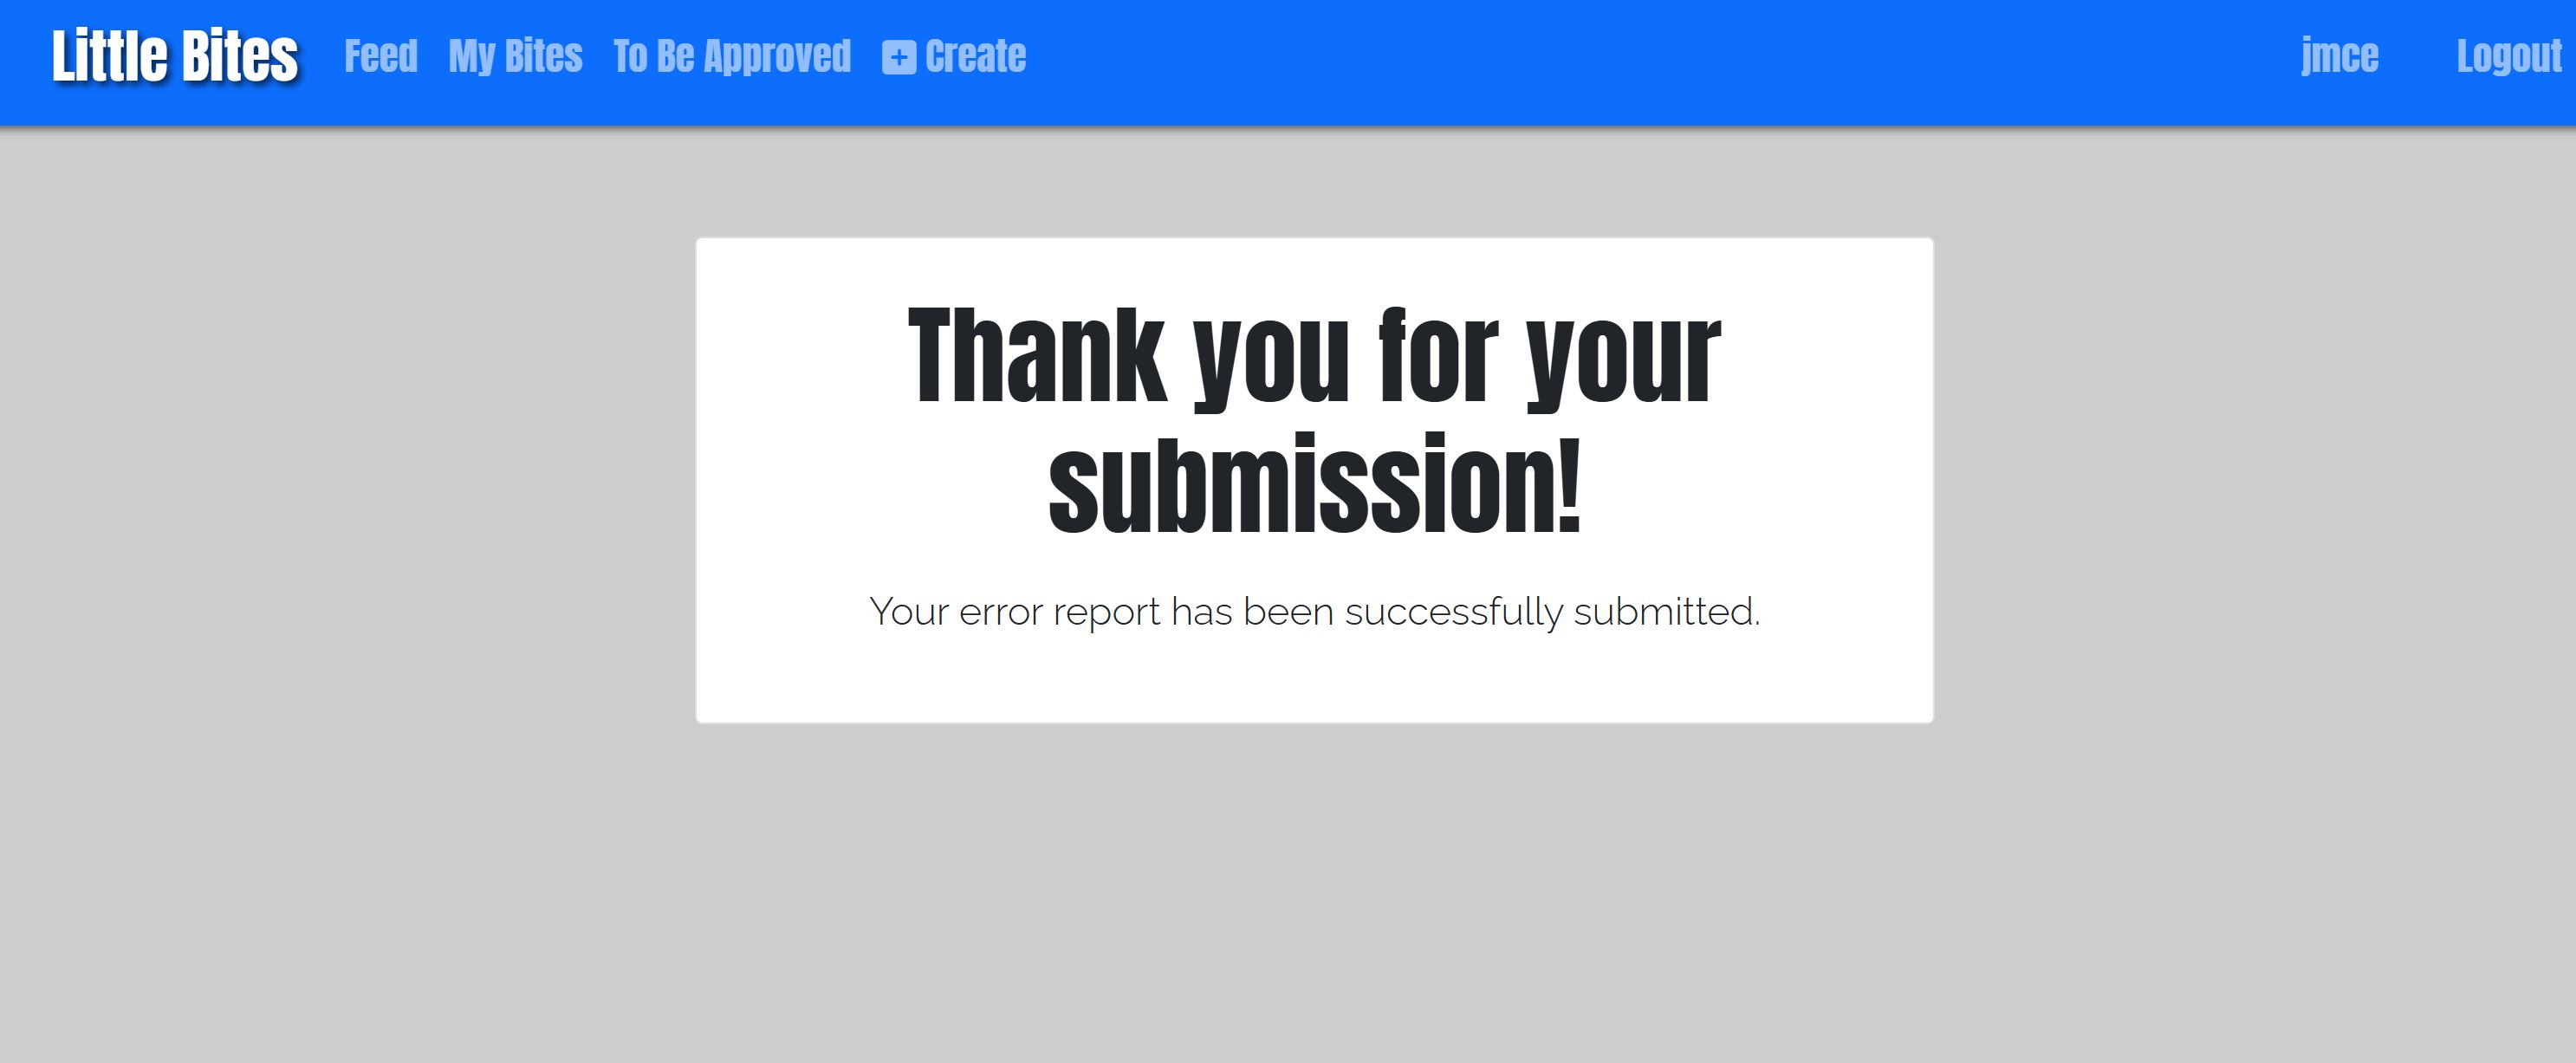 Little Bites Feed My Bites To Be Approved + Create jmce Logout
Thank you for your
submission!
Your error report has been successfully submitted.